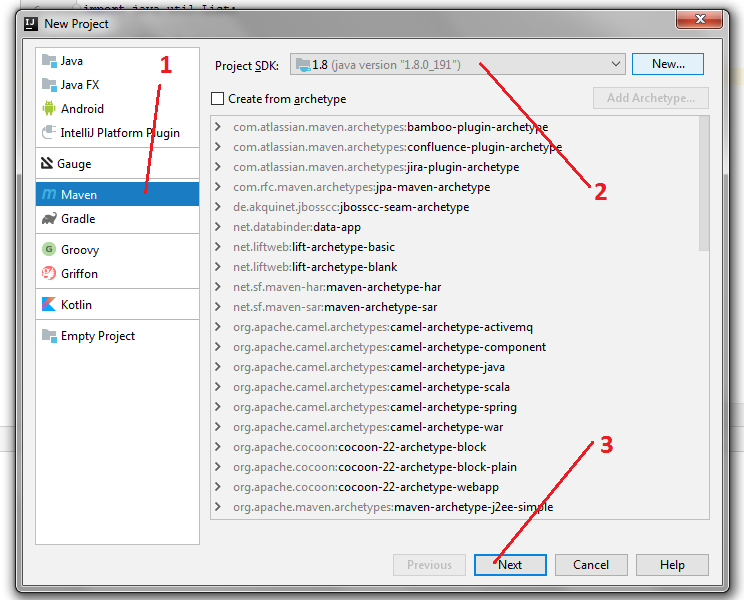 import java.util.List;
New Project
Java
Java FX
Android
IntelliJ Platform Plugin
Gauge
Maven
Gradle
Groovy
Griffon
Kotlin
Empty Project
1
Project SDK: 1.8 (java version "1.8.0_191") New...
Create from archetype Add Archetype...
com.atlassian.maven.archetypes:bamboo-plugin-archetype
com.atlassian.maven.archetypes:confluence-plugin-archetype
com.atlassian.maven.archetypes:jira-plugin-archetype
com.rfc.maven.archetypes:jpa-maven-archetype
2
de.akquinet.jbosscc:jbosscc-seam-archetype
net.databinder:data-app
net.liftweb:lift-archetype-basic
net.liftweb:lift-archetype-blank
net.sf.maven-har:maven-archetype-har
net.sf.maven-sar:maven-archetype-sar
org.apache.camel.archetypes:camel-archetype-activemq
org.apache.camel.archetypes:camel-archetype-component
org.apache.camel.archetypes:camel-archetype-java
org.apache.camel.archetypes:camel-archetype-scala
org.apache.camel.archetypes:camel-archetype-spring
org.apache.camel.archetypes:camel-archetype-war
3
org.apache.cocoon:cocoon-22-archetype-block
org.apache.cocoon:cocoon-22-archetype-block-plain
org.apache.cocoon:cocoon-22-archetype-webapp
org.apache.maven.archetypes:maven-archetype-j2ee-simple
Previous Next Cancel Help